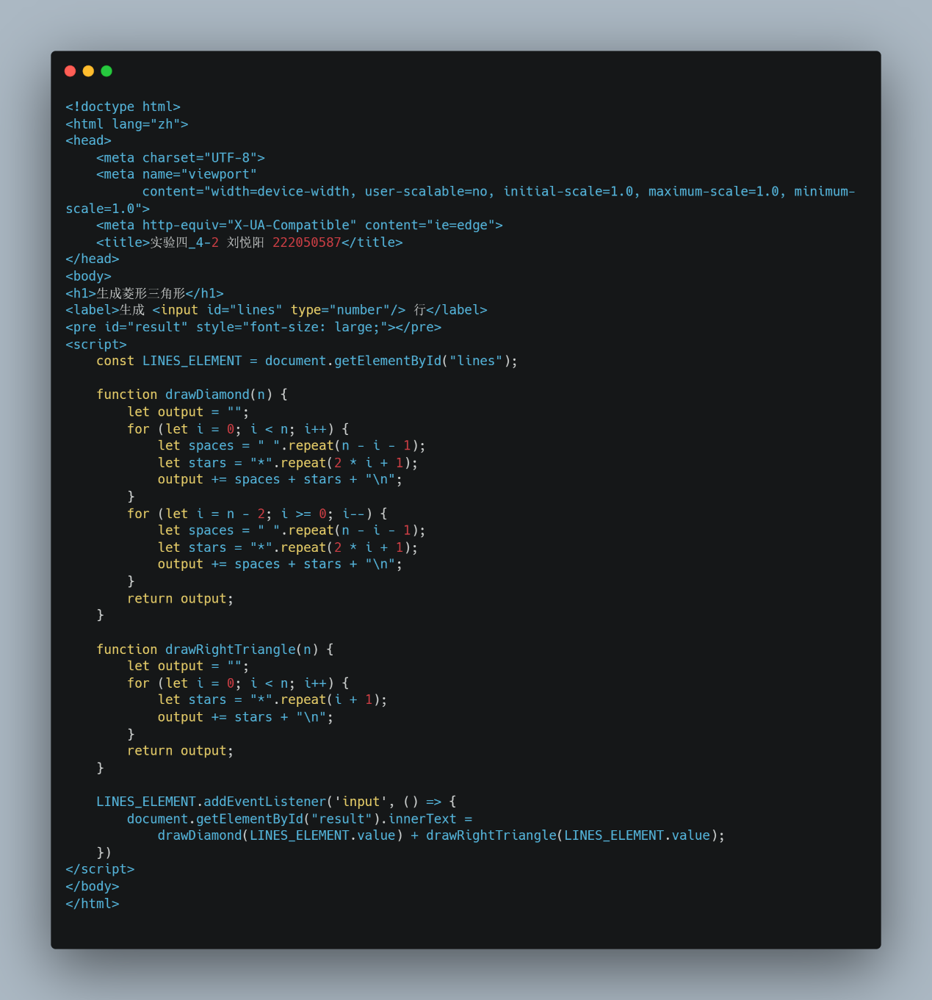 <!doctype html>
<html lang="zh">
<head>
    <meta charset="UTF-8">
    <meta name="viewport"
          content="width=device-width, user-scalable=no, initial-scale=1.0, maximum-scale=1.0, minimum-
scale=1.0">
    <meta http-equiv="X-UA-Compatible" content="ie=edge">
    <title>实验四_4-2 刘悦阳 222050587</title>
</head>
<body>
<h1>生成菱形三角形</h1>
<label>生成 <input id="lines" type="number"/> 行</label>
<pre id="result" style="font-size: large;"></pre>
<script>
    const LINES_ELEMENT = document.getElementById("lines");

    function drawDiamond(n) {
        let output = "";
        for (let i = 0; i < n; i++) {
            let spaces = " ".repeat(n - i - 1);
            let stars = "*".repeat(2 * i + 1);
            output += spaces + stars + "\n";
        }
        for (let i = n - 2; i >= 0; i--) {
            let spaces = " ".repeat(n - i - 1);
            let stars = "*".repeat(2 * i + 1);
            output += spaces + stars + "\n";
        }
        return output;
    }

    function drawRightTriangle(n) {
        let output = "";
        for (let i = 0; i < n; i++) {
            let stars = "*".repeat(i + 1);
            output += stars + "\n";
        }
        return output;
    }

    LINES_ELEMENT.addEventListener('input', () => {
        document.getElementById("result").innerText =
            drawDiamond(LINES_ELEMENT.value) + drawRightTriangle(LINES_ELEMENT.value);
    })
</script>
</body>
</html>